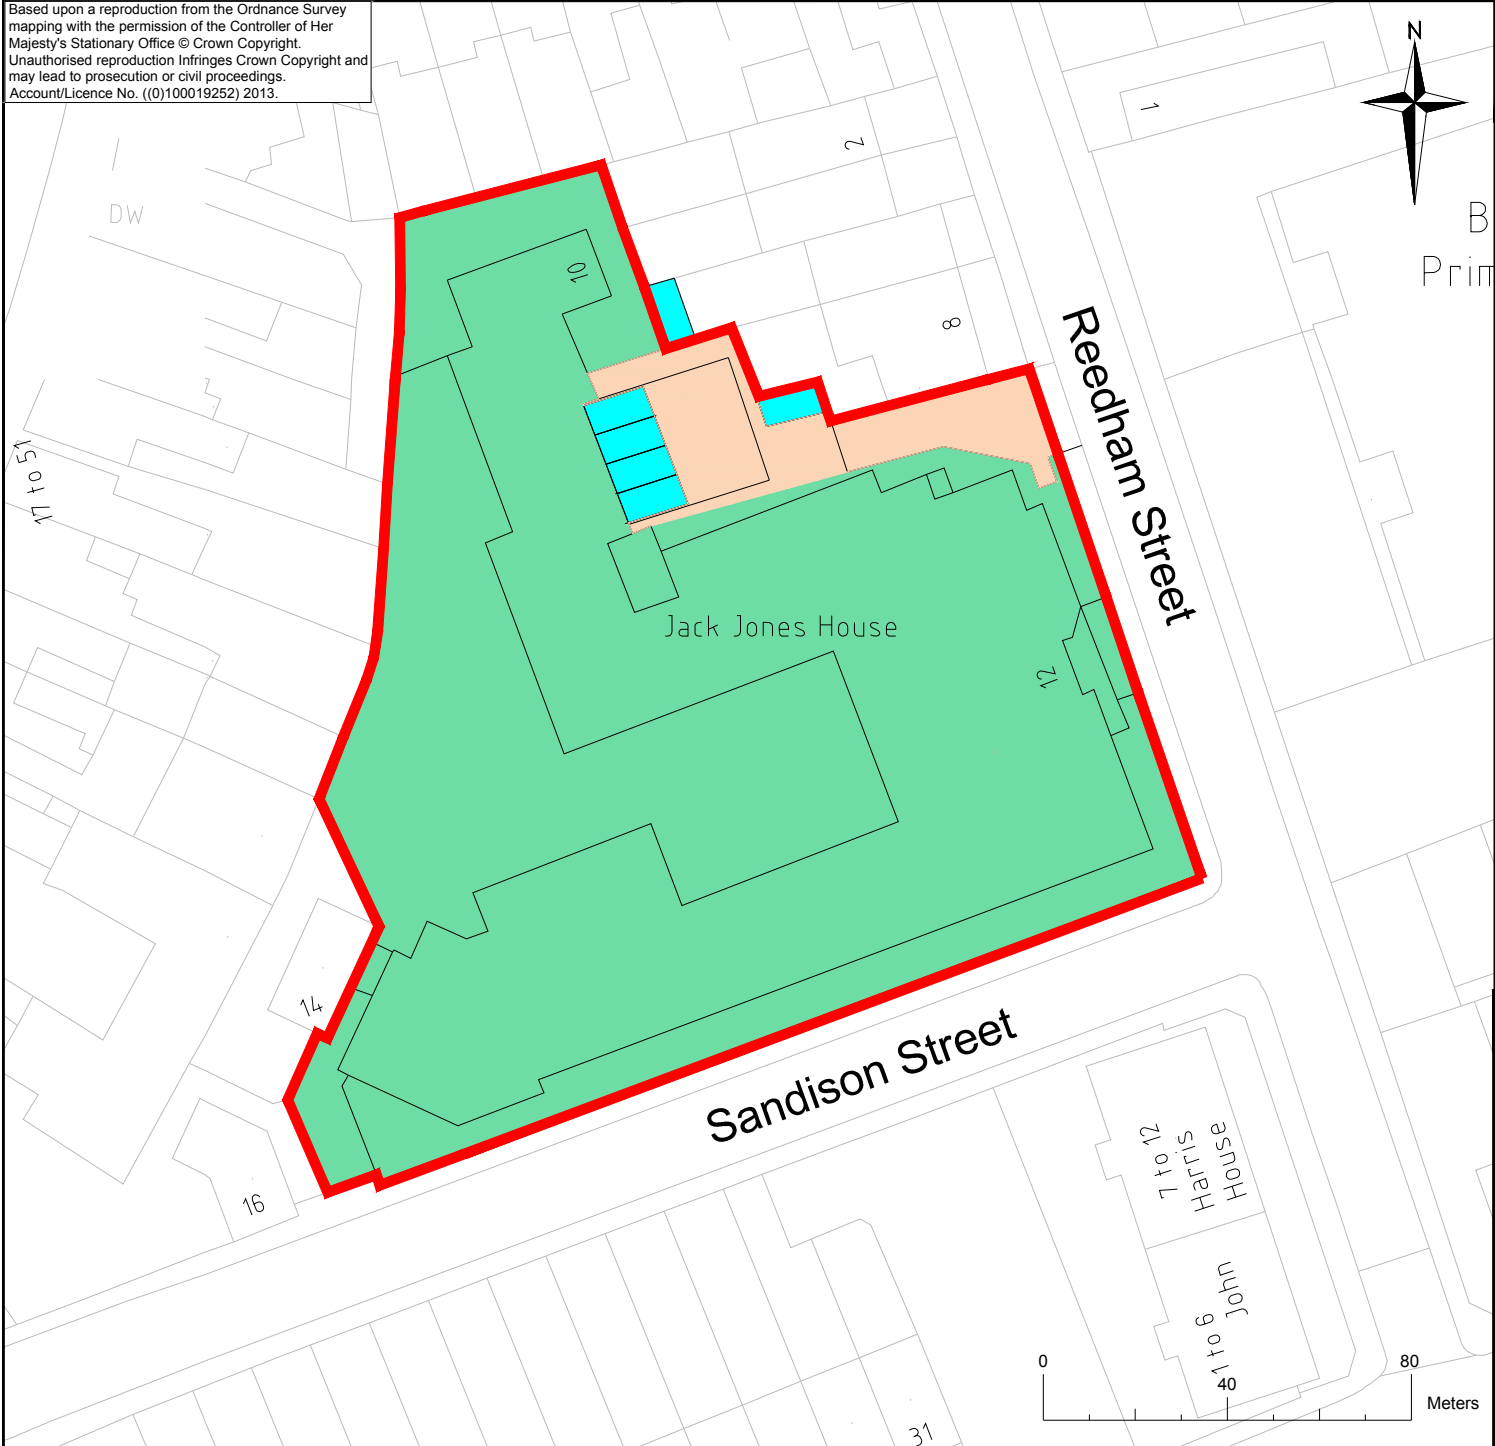 Based upon a reproduction from the Ordnance Survey
mapping with the permission of the Controller of Her
Majesty's Stationary Office © Crown Copyright.
Unauthorised reproduction Infringes Crown Copyright and
may lead to prosecution or civil proceedings.
Account/Licence No. ((0)100019252) 2013.
N
1
2
DW
B
Prim
10
8
Reedham Street
17 to 51
Jack Jones House
12
14
Sandison Street
16
7 to 12
Harris
House
John
1 to 6
31
0
40
80
Meters